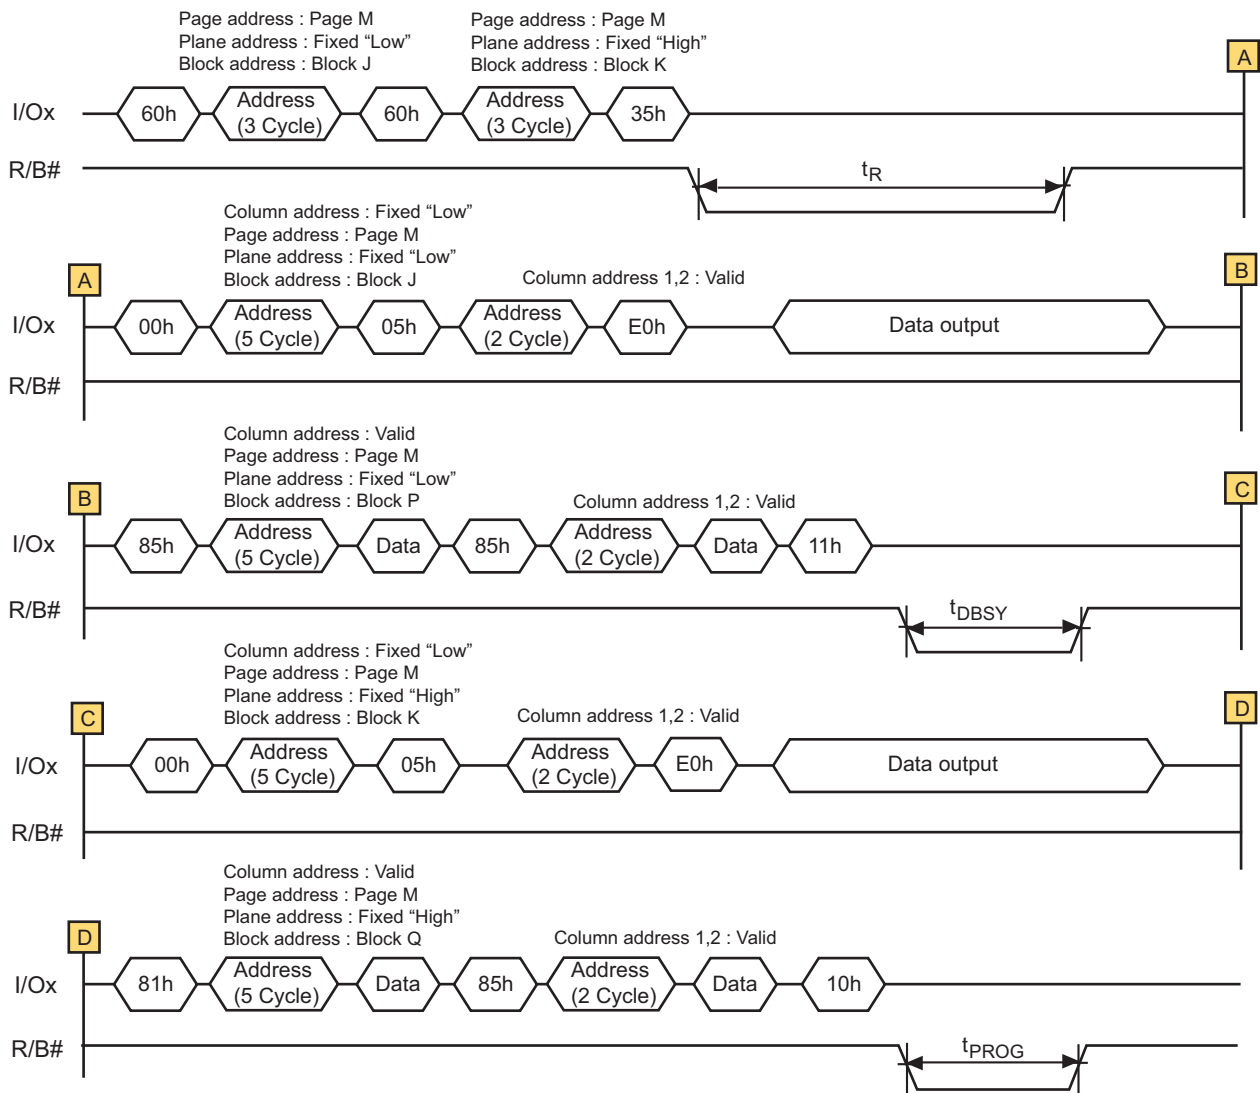 Page address : Page M
Plane address : Fixed “Low”
Block address : Block J
Page address : Page M
Plane address : Fixed “High”
Block address : Block K
A
I/Ox
60h
Address
(3 Cycle)
60h
Address
(3 Cycle)
35h
R/B#
tR
Column address : Fixed “Low”
Page address : Page M
Plane address : Fixed “Low”
Block address : Block J
Column address 1,2 : Valid
A
B
I/Ox
00h
Address
(5 Cycle)
05h
Address
(2 Cycle)
E0h
Data output
R/B#
Column address : Valid
Page address : Page M
Plane address : Fixed “Low”
Block address : Block P
Column address 1,2 : Valid
B
C
I/Ox
85h
Address
(5 Cycle)
Data
85h
Address
(2 Cycle)
Data
11h
R/B#
tDBSY
Column address : Fixed “Low”
Page address : Page M
Plane address : Fixed “High”
Block address : Block K
Column address 1,2 : Valid
C
D
I/Ox
00h
Address
(5 Cycle)
05h
Address
(2 Cycle)
E0h
Data output
R/B#
Column address : Valid
Page address : Page M
Plane address : Fixed “High”
Block address : Block Q
Column address 1,2 : Valid
D
I/Ox
81h
Address
(5 Cycle)
Data
85h
Address
(2 Cycle)
Data
10h
R/B#
tPROG